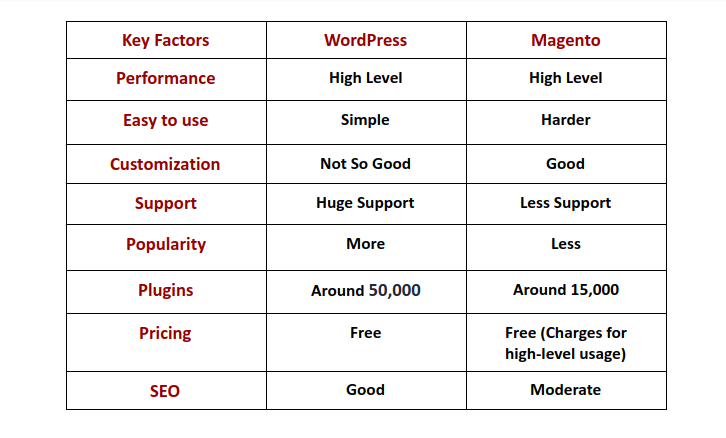 Key Factors WordPress Magento
Performance High Level High Level
Easy to use Simple Harder
Customization Not So Good Good
Support Huge Support Less Support
Popularity More Less
Plugins Around 50,000 Around 15,000
Pricing Free Free (Charges for
high-level usage)
SEO Good Moderate